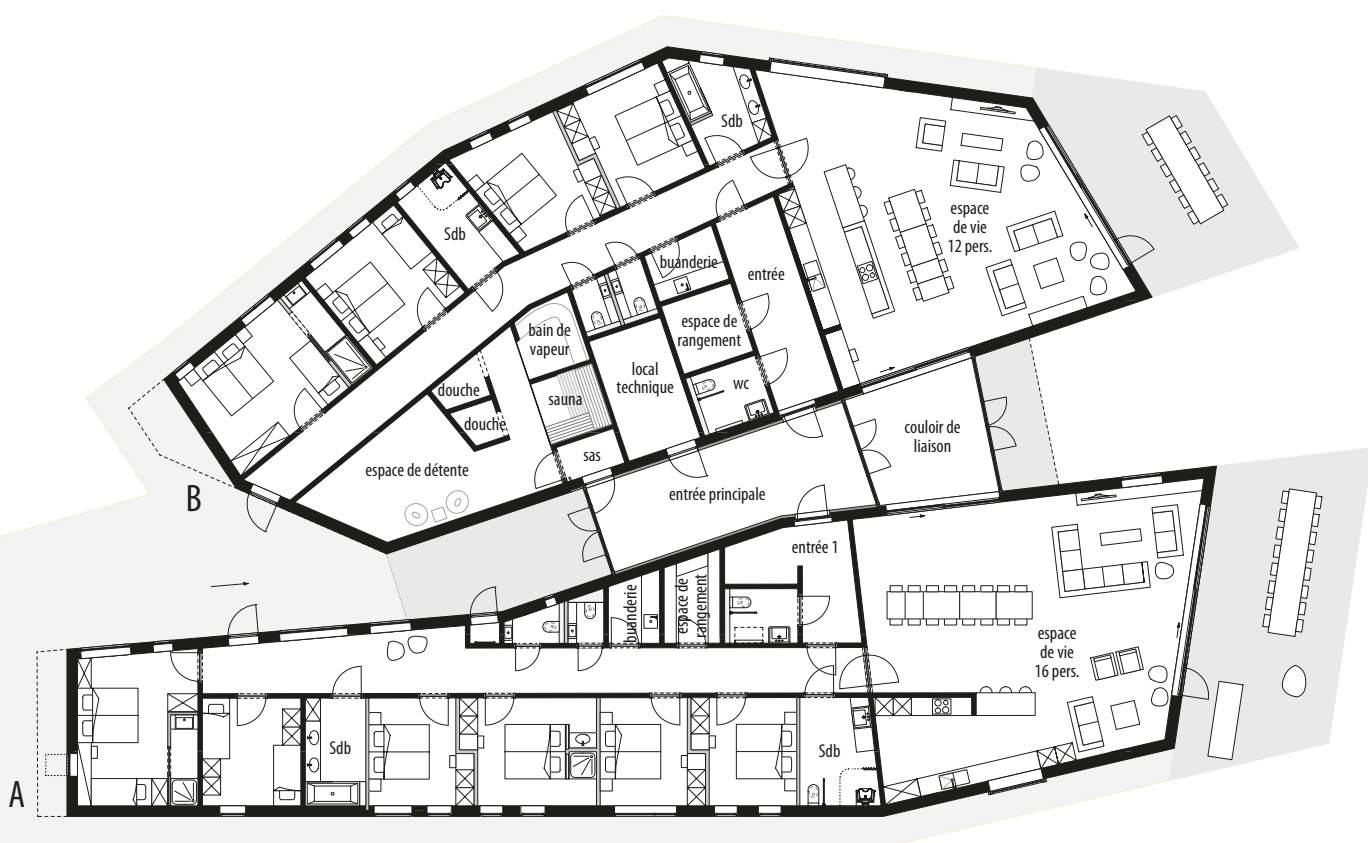 Sdb
Sdb
buanderie
entrée
espace
de vie
12 pers.
bain de
vapeur
espace de
rangement
local
technique
douche
sauna
wc
douche
couloir de
liaison
sas
espace de détente
entrée principale
B
entrée 1
buanderie
espace de
rangement
espace
de vie
16 pers.
Sdb
Sdb
A